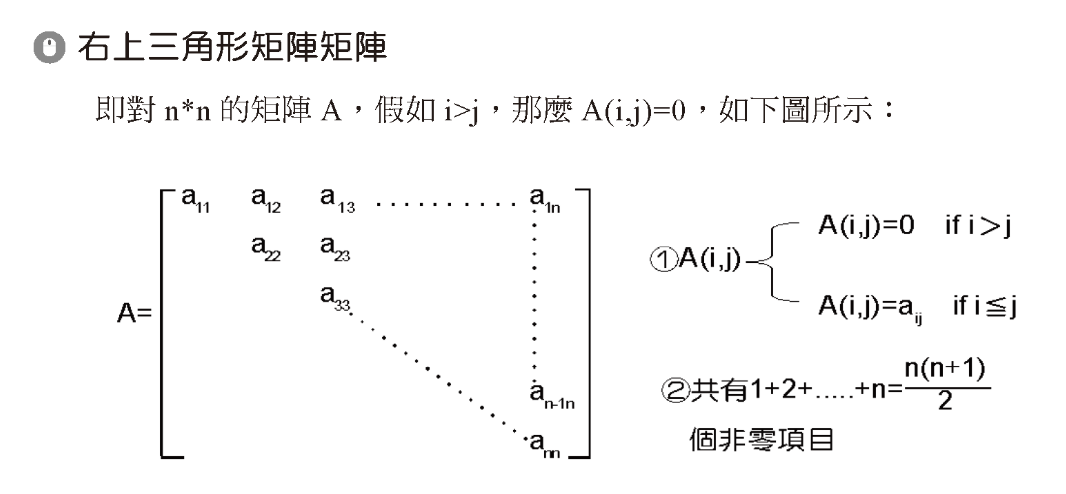 右上三角形矩陣矩陣
即對 n*n 的矩陣 A，假如 i>j，那麼 A(i,j)=0，如下圖所示：
a11 a12 a13 .......... a1n
a22 a23
A(i,j)=0 if i>j
①A(i,j)
a33
A= A(i,j)=aij if i≦j
an-1n
②共有1+2+.....+n=n(n+1)/2
ann
個非零項目